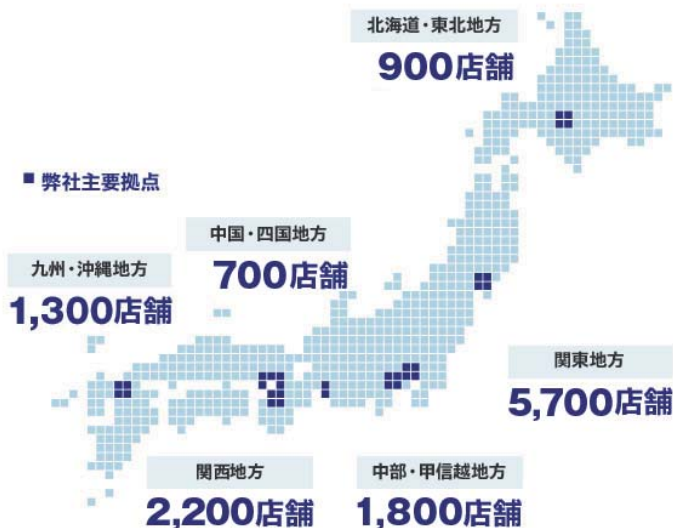 北海道・東北地方
900店舗
■ 弊社主要拠点
中国・四国地方
700店舗
九州・沖縄地方
1,300店舗
関東地方
5,700店舗
関西地方
2,200店舗
中部・甲信越地方
1,800店舗